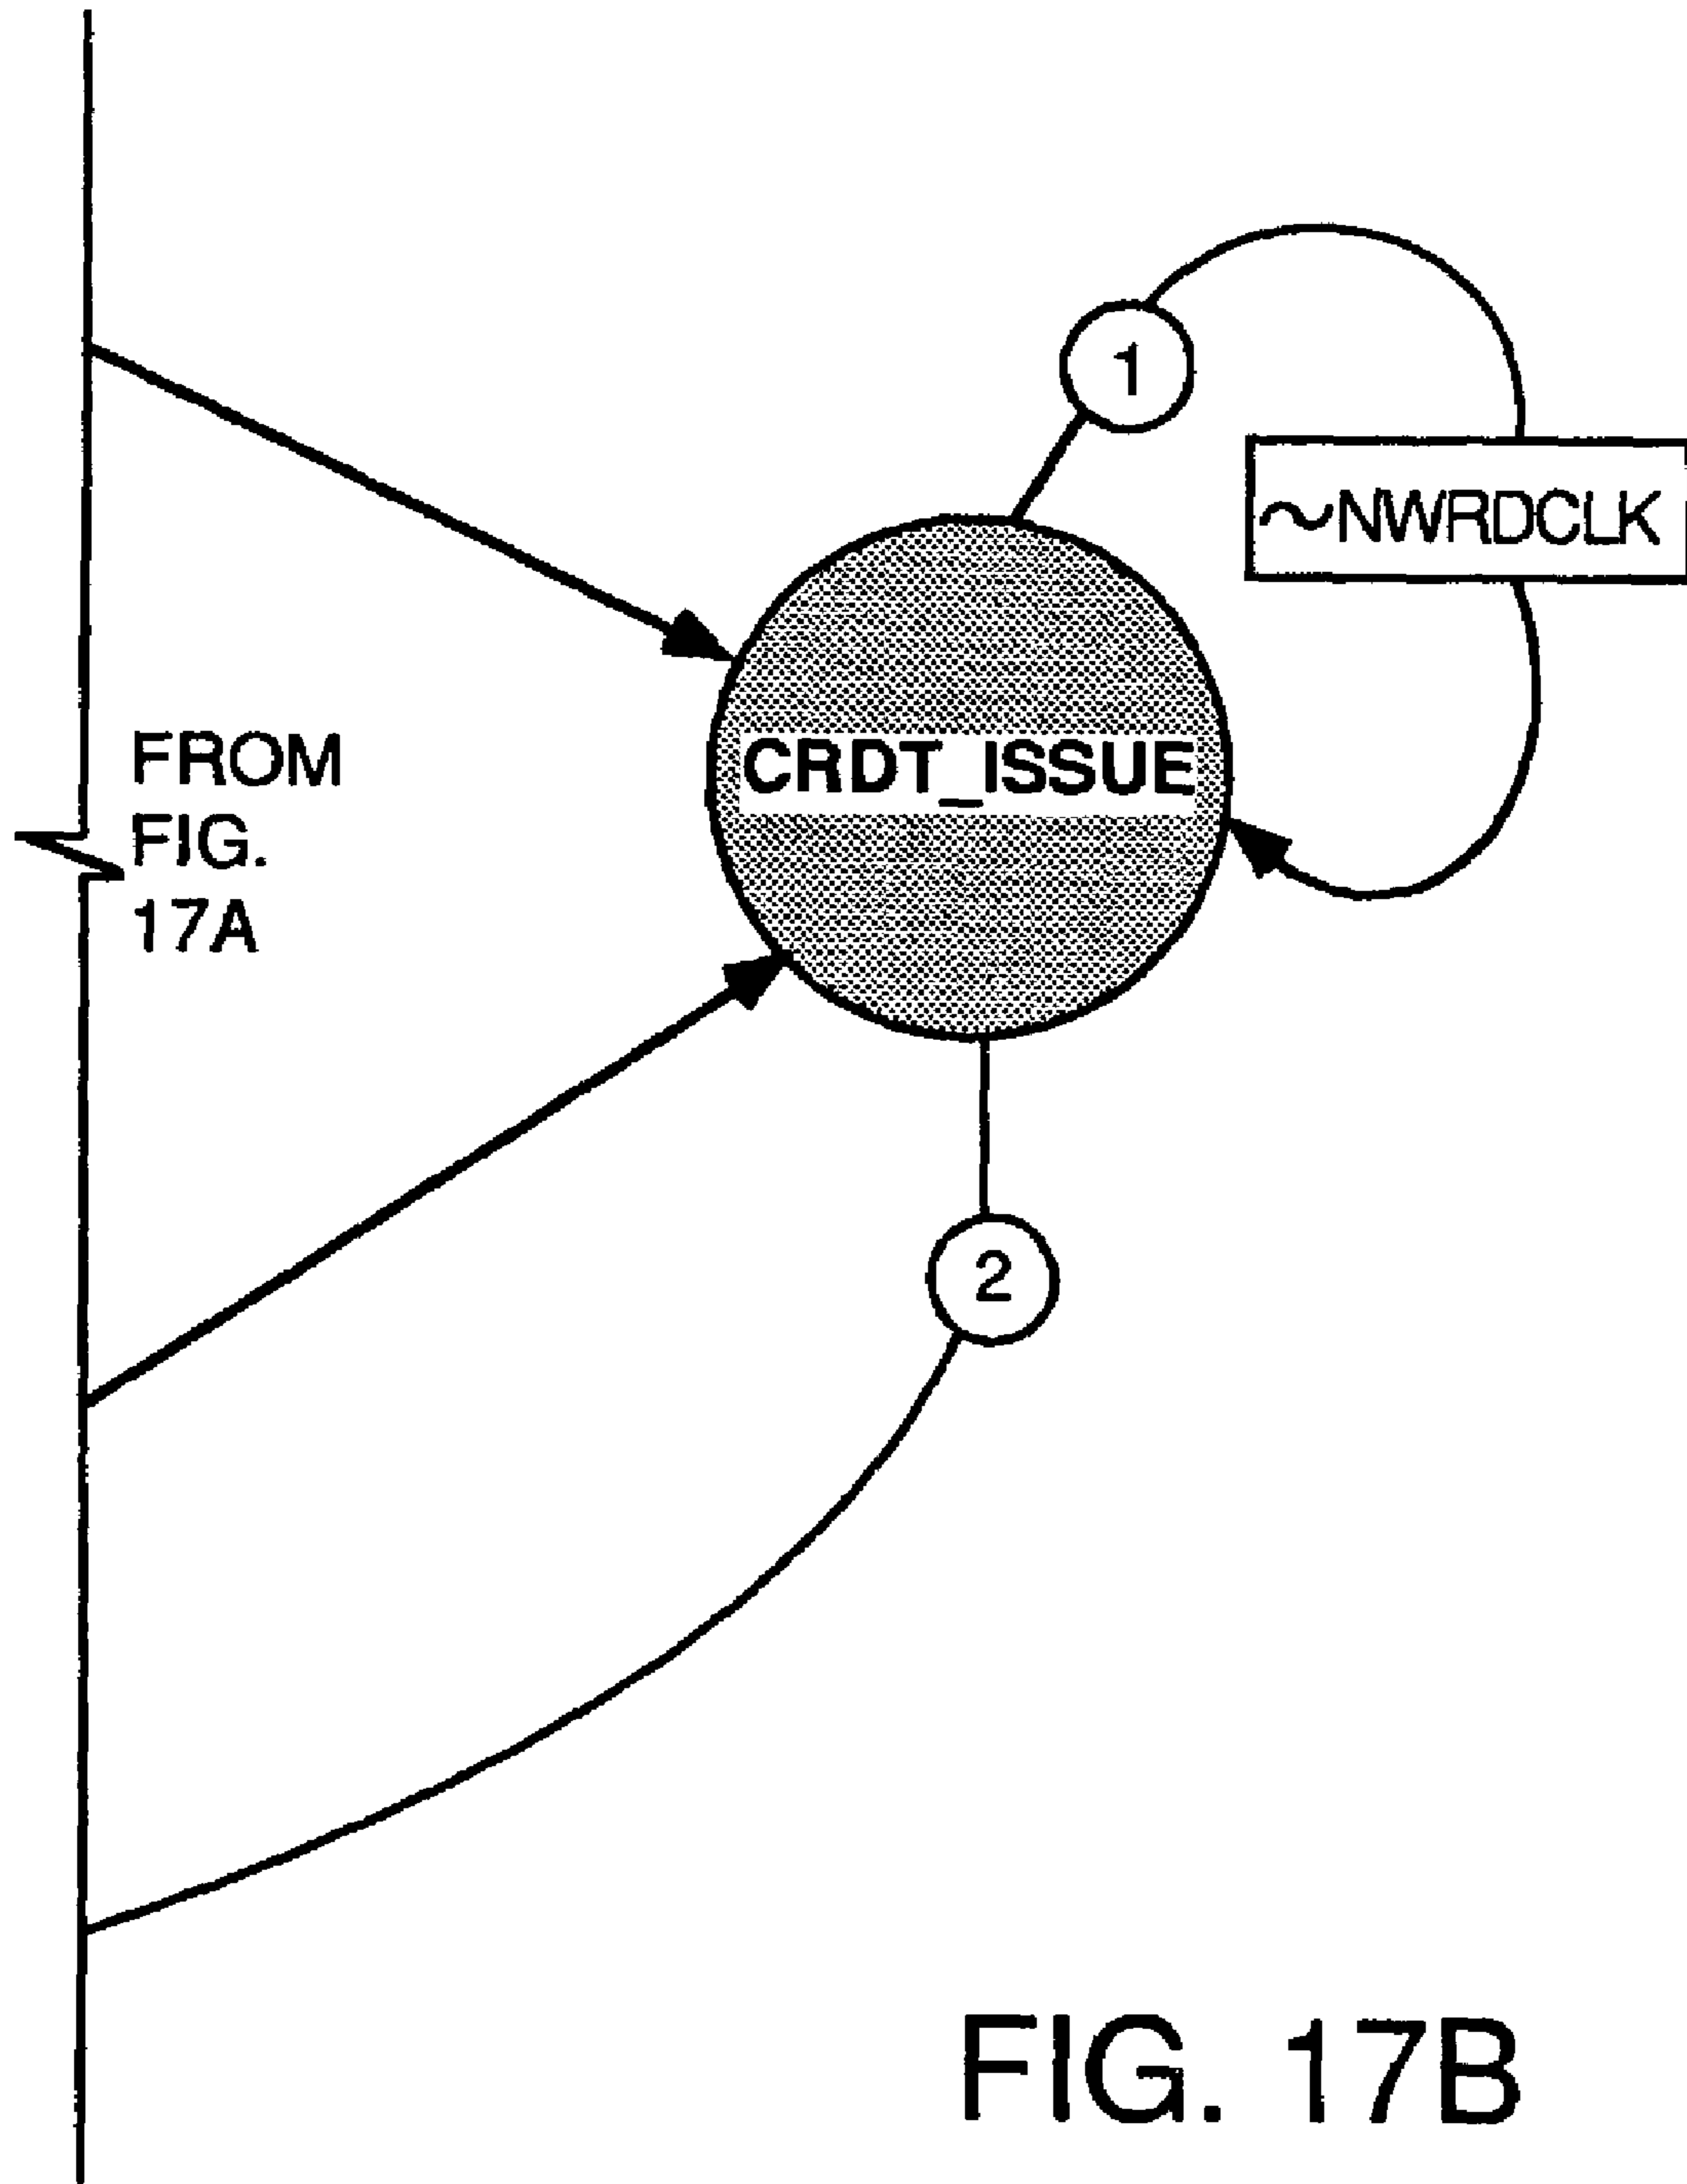 1
~NWRDCLK
CRDT_ISSUE
FROM
FIG.
17A
2
FIG. 17B